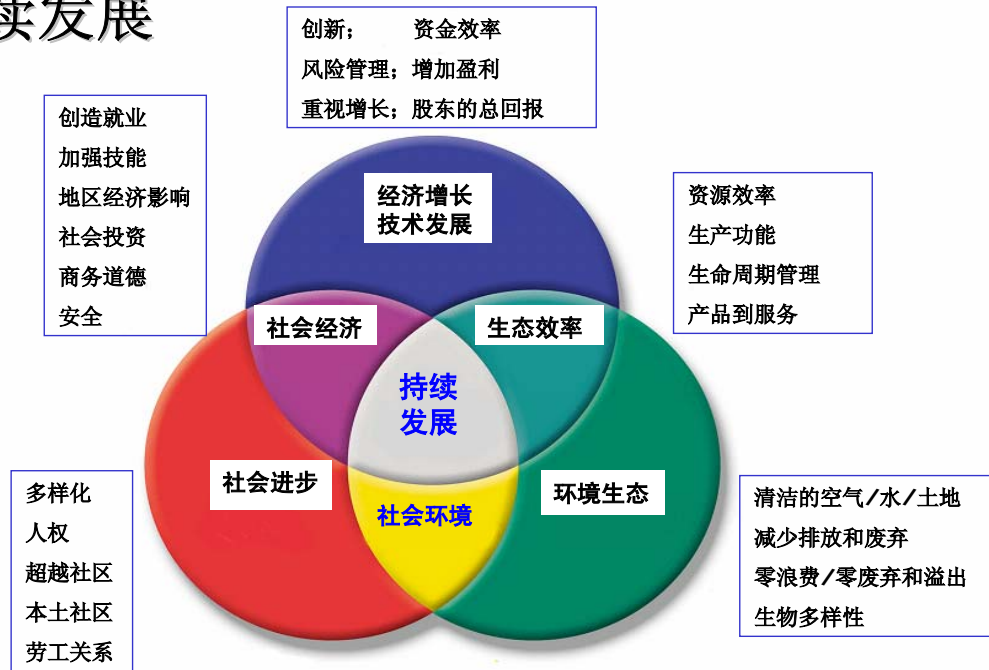 续发展
创新； 资金效率
风险管理；增加盈利
重视增长；股东的总回报
创造就业
加强技能
地区经济影响
社会投资
商务道德
安全
经济增长
技术发展
资源效率
生产功能
生命周期管理
产品到服务
社会经济
生态效率
持续
发展
社会进步
环境生态
社会环境
多样化
人权
超越社区
本土社区
劳工关系
清洁的空气/水/土地
减少排放和废弃
零浪费/零废弃和溢出
生物多样性